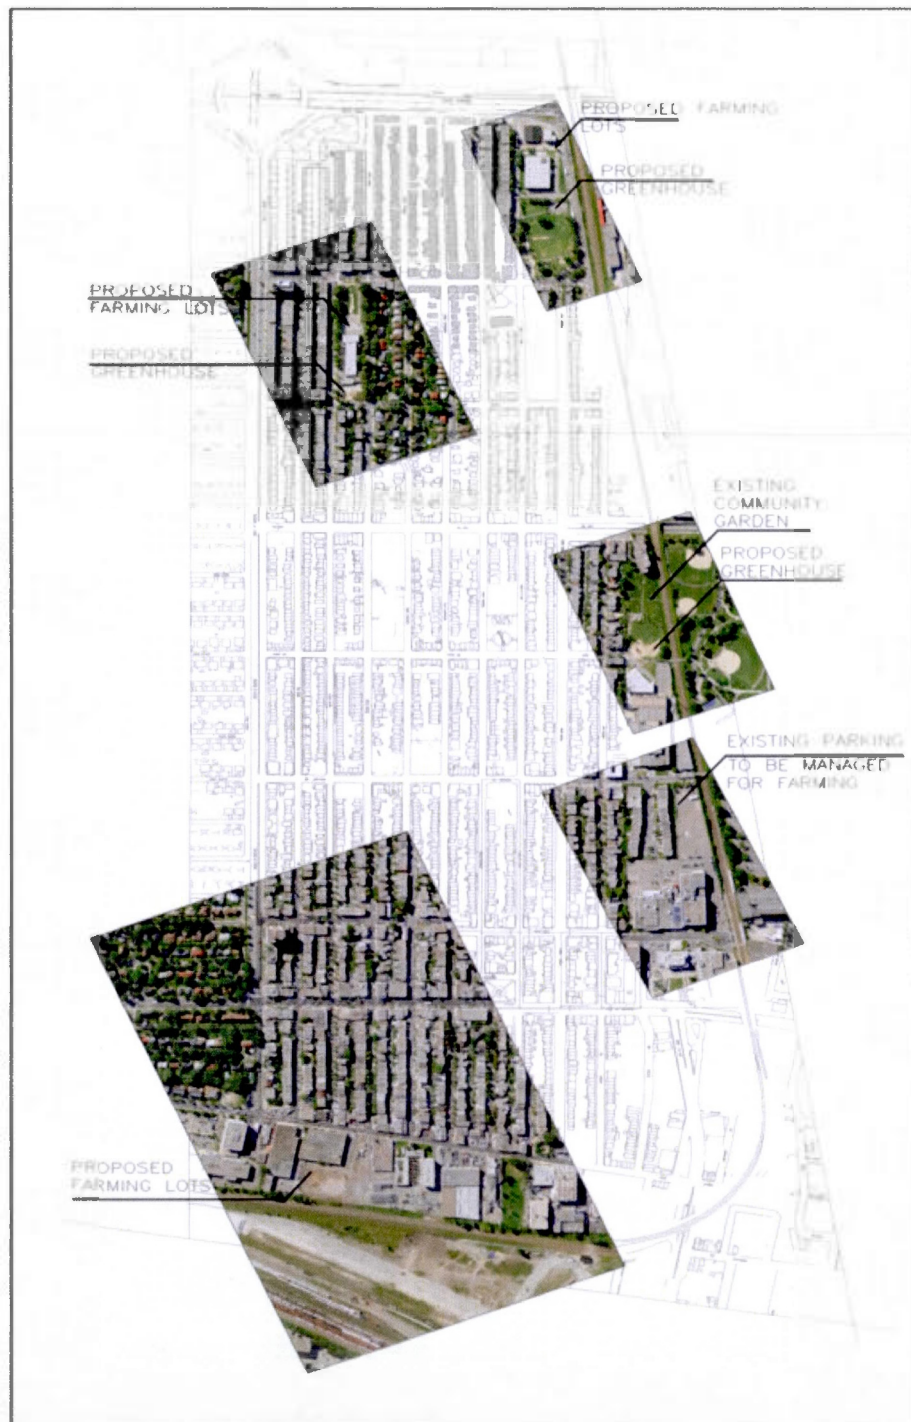 PROPOSED FARMING
LOTS
PROPOSED
GREENHOUSE
PROPOSED
FARMING LOTS
PROPOSED
GREENHOUSE
EXISTING
COMMUNITY
GARDEN
PROPOSED
GREENHOUSE
EXISTING PARKING
TO BE MANAGED
FOR FARMING
PROPOSED
FARMING LOTS